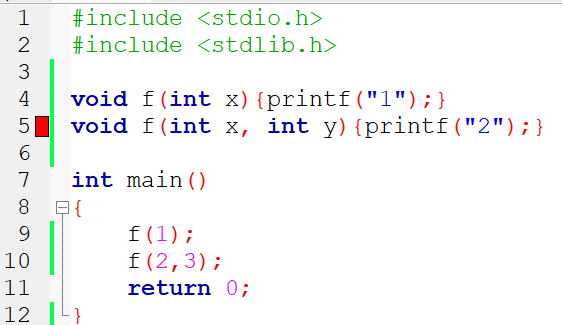 1 #include <stdio.h>
2 #include <stdlib.h>
3
4 void f(int x){printf("1");}
5 void f(int x, int y){printf("2");}
6
7 int main()
8 {
9 f(1);
10 f(2,3);
11 return 0;
12 }